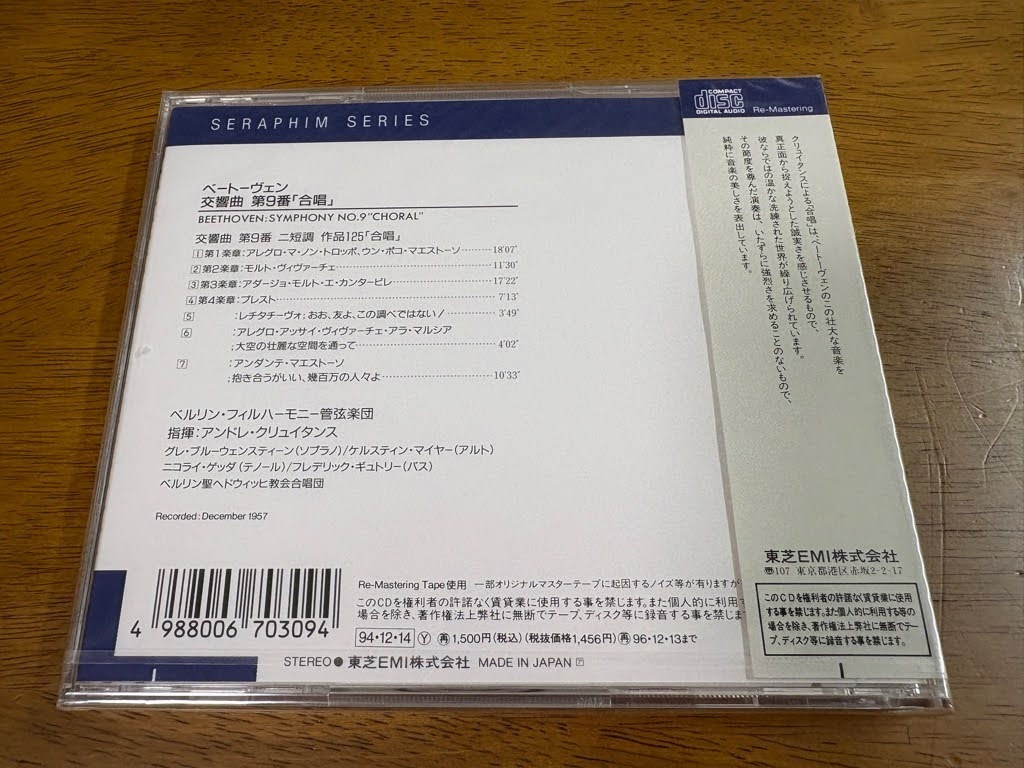 SERAPHIM SERIES
ベートーヴェン
交響曲 第9番「合唱」
BEETHOVEN: SYMPHONY NO.9 "CHORAL"
交響曲 第9番 ニ短調 作品125「合唱」
1 第1楽章:アレグロ・マ・ノン・トロッポ、ウン・ポコ・マエストーソ………18'07"
2 第2楽章:モルト・ヴィヴァーチェ………11'30"
3 第3楽章:アダージョ・モルト・エ・カンタービレ………17'22"
4 第4楽章:プレスト………7'13"
5 :レチタチーヴォ;おお、友よ、この調べではない!………3'49"
6 :アレグロ・アッサイ・ヴィヴァーチェ・アラ・マルシア
;大空の壮麗な空間を通って………4'02"
7 :アンダンテ・マエストーソ
;抱き合うがいい、幾百万の人々よ………10'33"
ベルリン・フィルハーモニー管弦楽団
指揮:アンドレ・クリュイタンス
グレ・ブルーウェンスティーン(ソプラノ)/ケルスティン・マイヤー(アルト)
ニコライ・ゲッダ(テノール)/フレデリック・ギュトリー(バス)
ベルリン聖ヘドウィッヒ教会合唱団
Recorded: December 1957
4 988006 703094
Re-Mastering Tape使用 一部オリジナルマスターテープに起因するノイズ等が有りますが
このCDを権利者の許諾なく賃貸業に使用する事を禁じます。また個人的に利用す
場合を除き、著作権法上弊社に無断でテープ、ディスク等に録音する事を禁じま
94・12・14 Y 再 1,500円(税込)(税抜価格1,456円) 再 96・12・13まで
STEREO ● 東芝EMI株式会社 MADE IN JAPAN P
COMPACT
disc
DIGITAL AUDIO
Re-Mastering
クリュイタンスによる「合唱」は、ベートーヴェンのこの壮大な音楽を
真正面から捉えようとした誠実さを感じさせるもので、
彼ならではの温かな洗練された世界が繰り広げられています。
その節度を尊んだ演奏は、いたずらに強烈さを求めることのないもので、
純粋に音楽の美しさを表出しています。
東芝EMI株式会社
〠107 東京都港区赤坂2-2-17
このCDを権利者の許諾なく賃貸業に使用
する事を禁じます。また個人的に利用する等の
場合を除き、著作権法上弊社に無断でテー
プ、ディスク等に録音する事を禁じます。